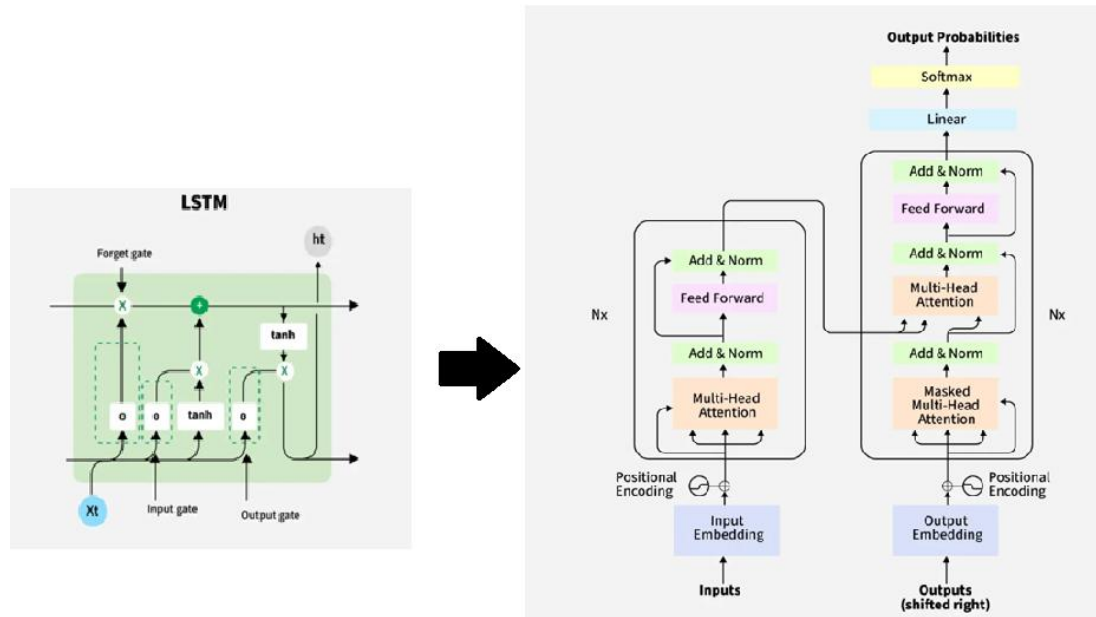 LSTM
ht
Forget gate
X
+
tanh
X
X
o
o
tanh
o
Xt
Input gate
Output gate
Output Probabilities
Softmax
Linear
Add & Norm
Feed Forward
Add & Norm
Multi-Head
Attention
Add & Norm
Masked
Multi-Head
Attention
Nx
Positional
Encoding
Output
Embedding
Outputs
(shifted right)
Add & Norm
Feed Forward
Nx
Add & Norm
Multi-Head
Attention
Positional
Encoding
Input
Embedding
Inputs